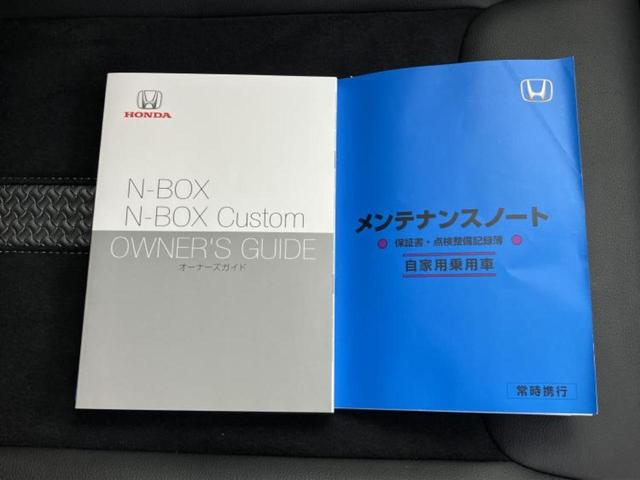 HONDA
N-BOX
N-BOX Custom
OWNER'S GUIDE
オーナーズガイド
メンテナンスノート
保証書・点検整備記録簿
自家用乗用車
常時携行